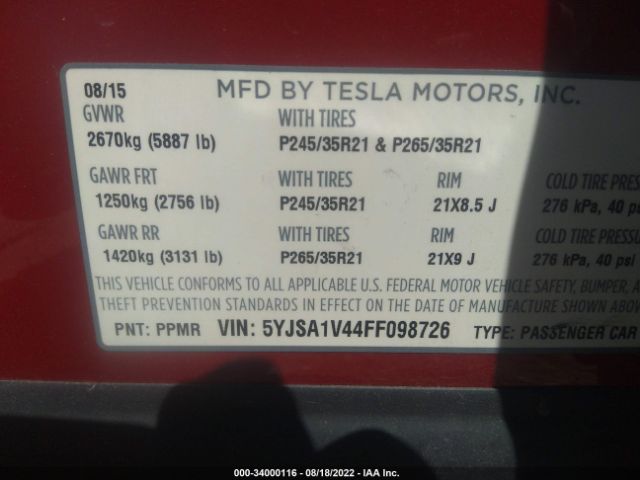 08/15 MFD BY TESLA MOTORS, INC.
GVWR WITH TIRES
2670kg (5887 lb) P245/35R21 & P265/35R21
GAWR FRT WITH TIRES RIM COLD TIRE PRES
1250kg (2756 lb) P245/35R21 21X8.5 J 276 kPa, 40 psi
GAWR RR WITH TIRES RIM COLD TIRE PRESSU
1420kg (3131 lb) P265/35R21 21X9 J 276 kPa, 40 psi
THIS VEHICLE CONFORMS TO ALL APPLICABLE U.S. FEDERAL MOTOR VEHICLE SAFETY, BUMPER, A
THEFT PREVENTION STANDARDS IN EFFECT ON THE DATE OF MANUFACTURE SHOWN ABOV
PNT: PPMR VIN: 5YJSA1V44FF098726 TYPE: PASSENGER CAR
000-34000116 - 08/18/2022 - IAA Inc.